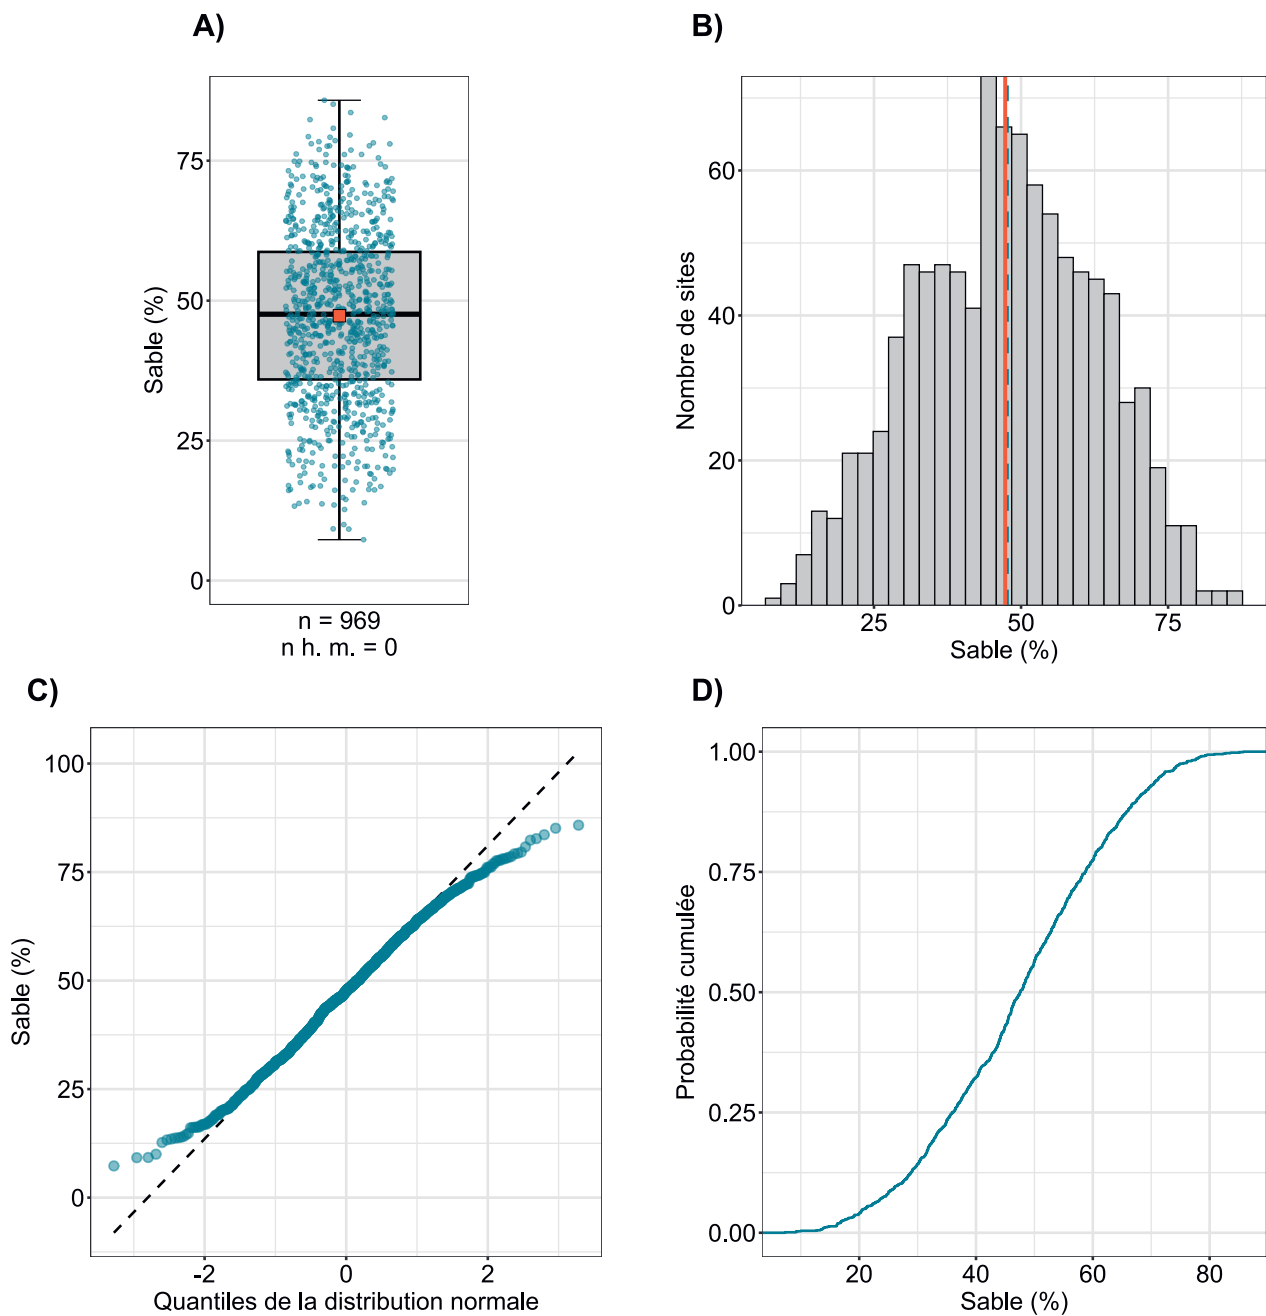 A)
75
50
25
0
Sable (%)
n = 969
n h. m. = 0
B)
60
40
20
0
Nombre de sites
25 50 75
Sable (%)
C)
100
75
50
25
0
Sable (%)
-2 0 2
Quantiles de la distribution normale
D)
1.00
0.75
0.50
0.25
0.00
Probabilité cumulée
20 40 60 80
Sable (%)